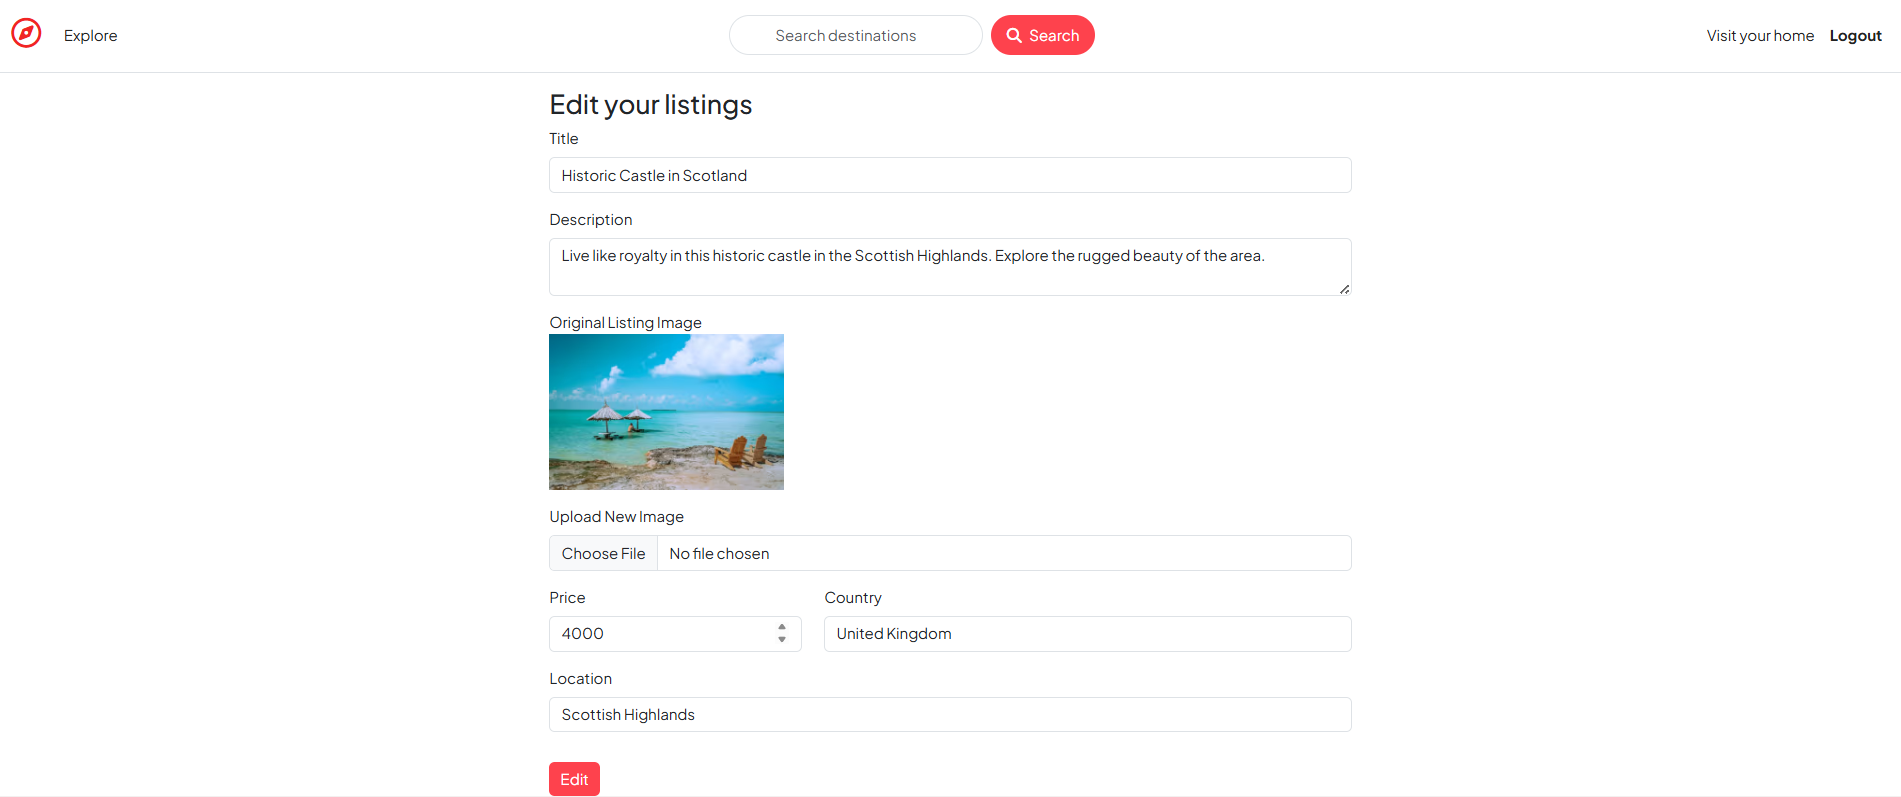 Explore
Search destinations
Search
Visit your home
Logout
Edit your listings
Title
Historic Castle in Scotland
Description
Live like royalty in this historic castle in the Scottish Highlands. Explore the rugged beauty of the area.
Original Listing Image
Upload New Image
Choose File
No file chosen
Price
Country
4000
United Kingdom
Location
Scottish Highlands
Edit